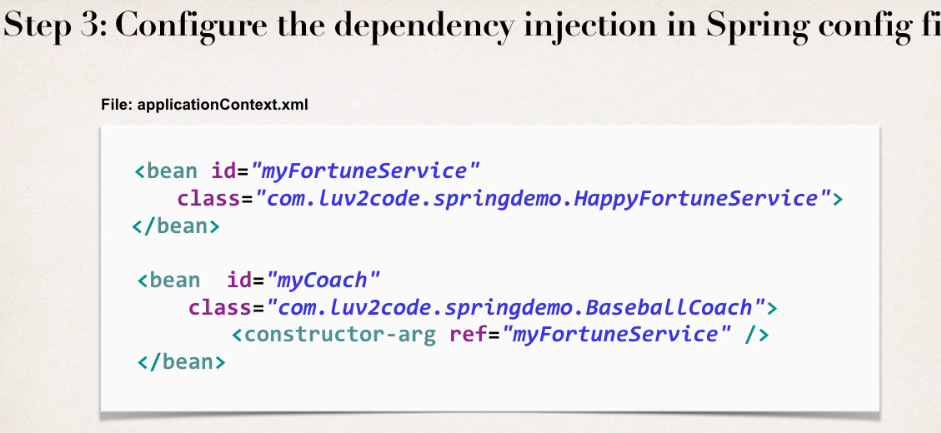 Step 3: Configure the dependency injection in Spring config fi
File: applicationContext.xml
<bean id="myFortuneService"
class="com.luv2code.springdemo.HappyFortuneService">
</bean>
<bean id="myCoach"
class="com.luv2code.springdemo.BaseballCoach">
<constructor-arg ref="myFortuneService" />
</bean>